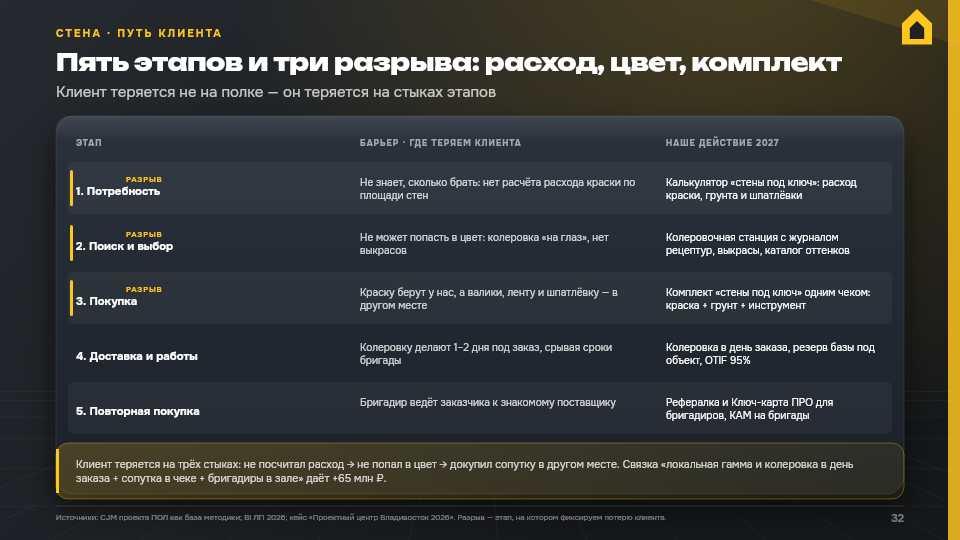 СТЕНА · ПУТЬ КЛИЕНТА
Пять этапов и три разрыва: расход, цвет, комплект
Клиент теряется не на полке — он теряется на стыках этапов
ЭТАП
БАРЬЕР · ГДЕ ТЕРЯЕМ КЛИЕНТА
НАШЕ ДЕЙСТВИЕ 2027
РАЗРЫВ
1. Потребность
Не знает, сколько брать: нет расчёта расхода краски по
площади стен
Калькулятор «стены под ключ»: расход
краски, грунта и шпатлёвки
РАЗРЫВ
2. Поиск и выбор
Не может попасть в цвет: колеровка «на глаз», нет
выкрасов
Колеровочная станция с журналом
рецептур, выкрасы, каталог оттенков
РАЗРЫВ
3. Покупка
Краску берут у нас, а валики, ленту и шпатлёвку — в
другом месте
Комплект «стены под ключ» одним чеком:
краска + грунт + инструмент
4. Доставка и работы
Колеровку делают 1–2 дня под заказ, срывая сроки
бригады
Колеровка в день заказа, резерв базы под
объект, OTIF 95%
5. Повторная покупка
Бригадир ведёт заказчика к знакомому поставщику
Рефералка и Ключ-карта ПРО для
бригадиров, КАМ на бригады
Клиент теряется на трёх стыках: не посчитал расход → не попал в цвет → докупил сопутку в другом месте. Связка «локальная гамма и колеровка в день
заказа + сопутка в чеке + бригадиры в зале» даёт +65 млн ₽.
Источники: CJM проекта ПОЛ как база методики; BI ЛП 2026; кейс «Проектный центр Владивосток 2026». Разрыв — этап, на котором фиксируем потерю клиента.
32